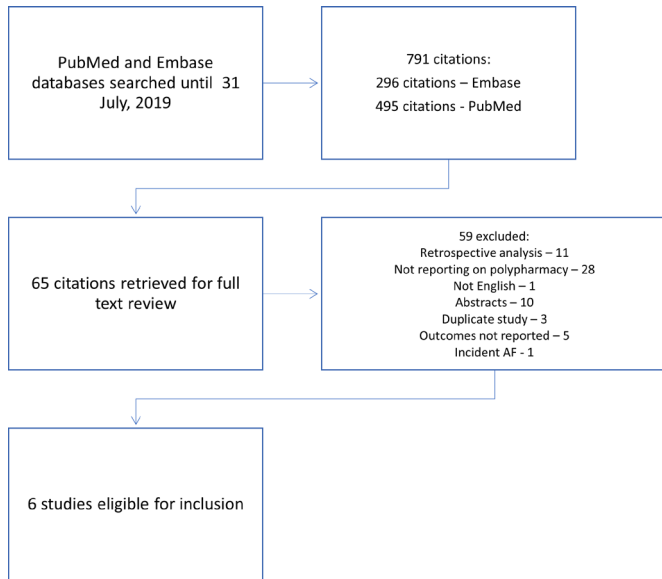 PubMed and Embase
databases searched until 31
July, 2019
791 citations:
296 citations – Embase
495 citations - PubMed
65 citations retrieved for full
text review
59 excluded:
Retrospective analysis – 11
Not reporting on polypharmacy – 28
Not English – 1
Abstracts – 10
Duplicate study – 3
Outcomes not reported – 5
Incident AF - 1
6 studies eligible for inclusion